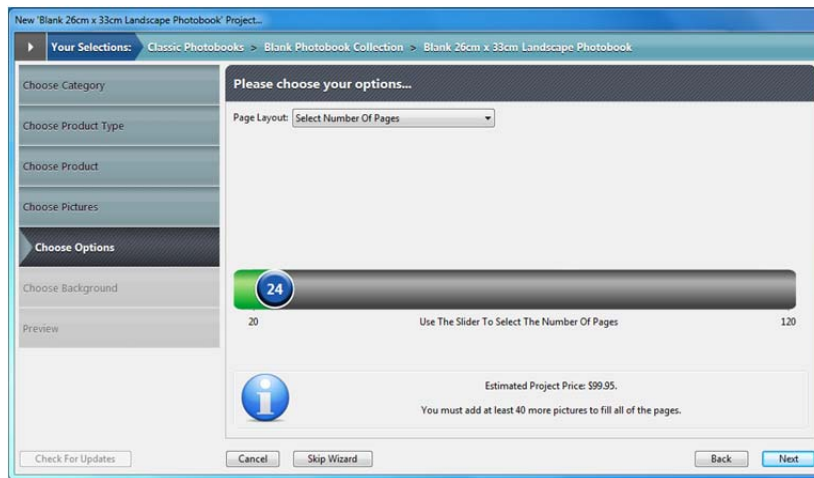 New 'Blank 26cm x 33cm Landscape Photobook' Project...
Your Selections: Classic Photobooks > Blank Photobook Collection > Blank 26cm x 33cm Landscape Photobook
Choose Category
Choose Product Type
Choose Product
Choose Pictures
Choose Options
Choose Background
Preview
Please choose your options...
Page Layout: Select Number Of Pages
24
20 Use The Slider To Select The Number Of Pages 120
Estimated Project Price: $99.95.
You must add at least 40 more pictures to fill all of the pages.
Check For Updates Cancel Skip Wizard Back Next